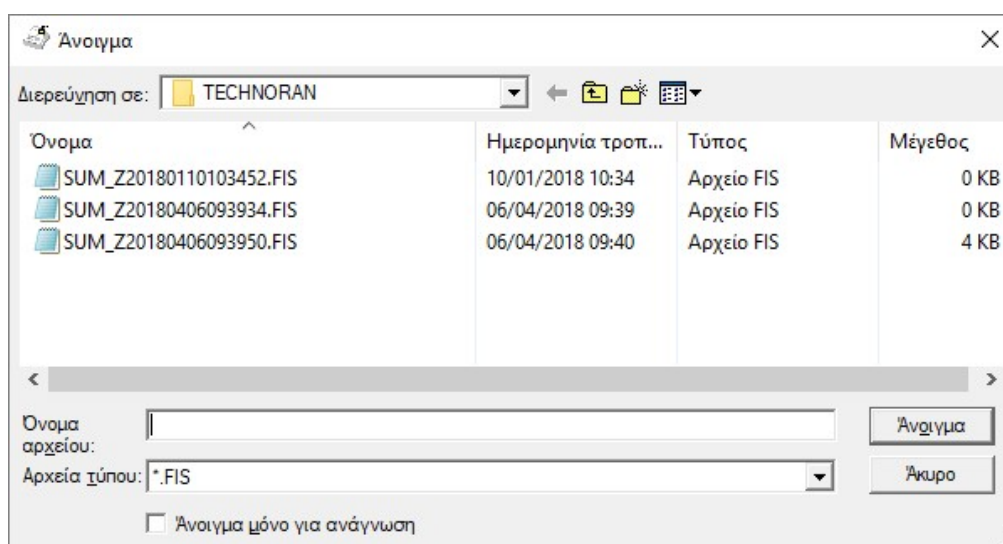 Άνοιγμα
Διερεύνηση σε: TECHNORAN
Όνομα Ημερομηνία τροπ... Τύπος Μέγεθος
SUM_Z20180110103452.FIS 10/01/2018 10:34 Αρχείο FIS 0 KB
SUM_Z20180406093934.FIS 06/04/2018 09:39 Αρχείο FIS 0 KB
SUM_Z20180406093950.FIS 06/04/2018 09:40 Αρχείο FIS 4 KB
Όνομα
αρχείου:
Άνοιγμα
Αρχεία τύπου: *.FIS
Άκυρο
Άνοιγμα μόνο για ανάγνωση